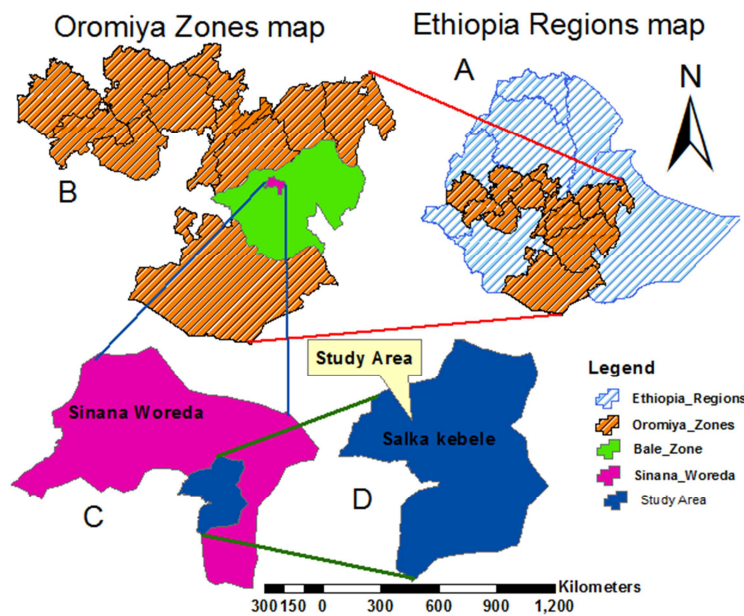 Oromiya Zones map
Ethiopia Regions map
A
N
B
Study Area
Legend
Ethiopia_Regions
Oromiya_Zones
Bale_Zone
Sinana_Woreda
Study Area
Sinana Woreda
Salka kebele
C
D
Kilometers
300 150 0 300 600 900 1,200